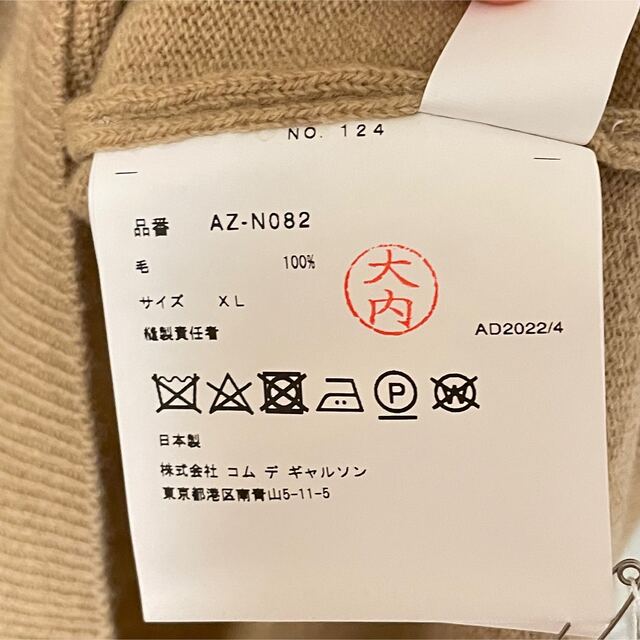 NO. 124
品番 AZ-N082
毛 100%
大内
サイズ XL
縫製責任者
AD2022/4
P W
日本製
株式会社 コム デ ギャルソン
東京都港区南青山5-11-5